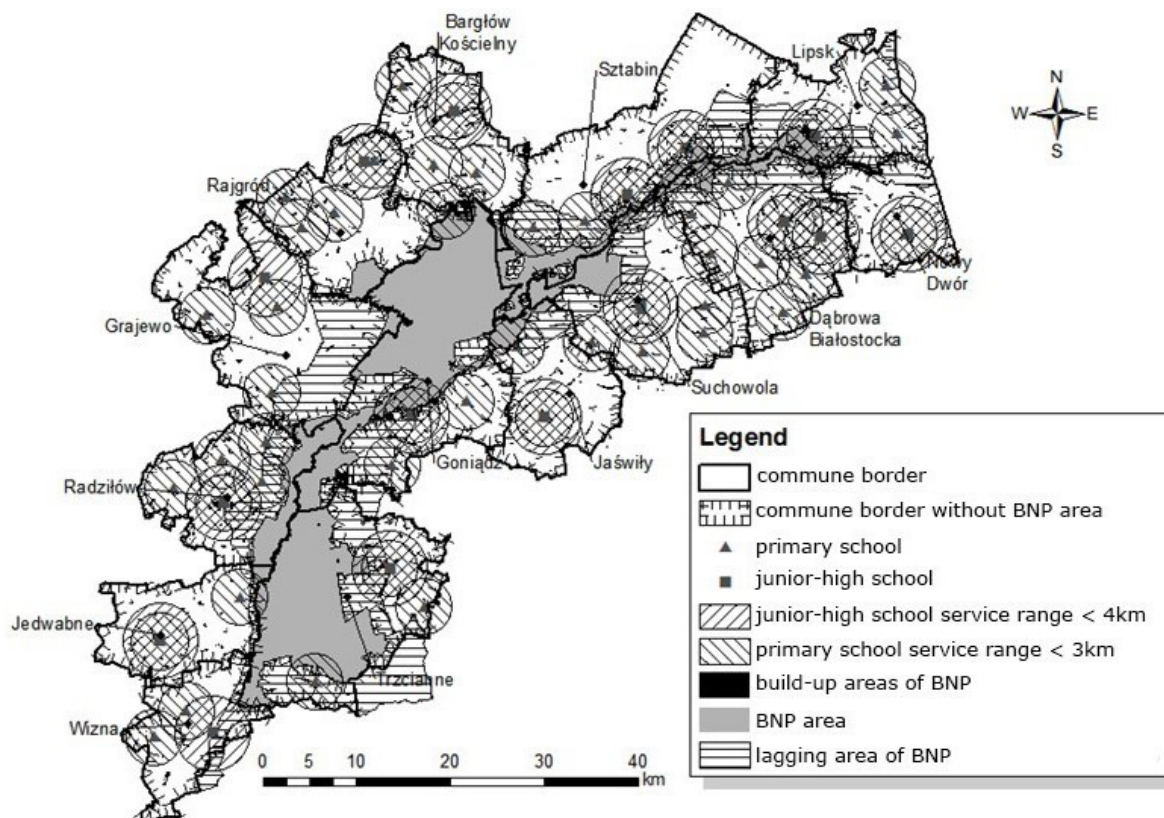 Bargłów
Kościelny
Lipsk
Sztabin
N
W
E
S
Rajgród
Nowy
Dwór
Grajewo
Dąbrowa
Białostocka
Suchowola
Goniądz
Jaświły
Radziłów
Jedwabne
Trzcianne
Wizna
0 5 10 20 30 40
km
Legend
commune border
commune border without BNP area
primary school
junior-high school
junior-high school service range < 4km
primary school service range < 3km
build-up areas of BNP
BNP area
lagging area of BNP